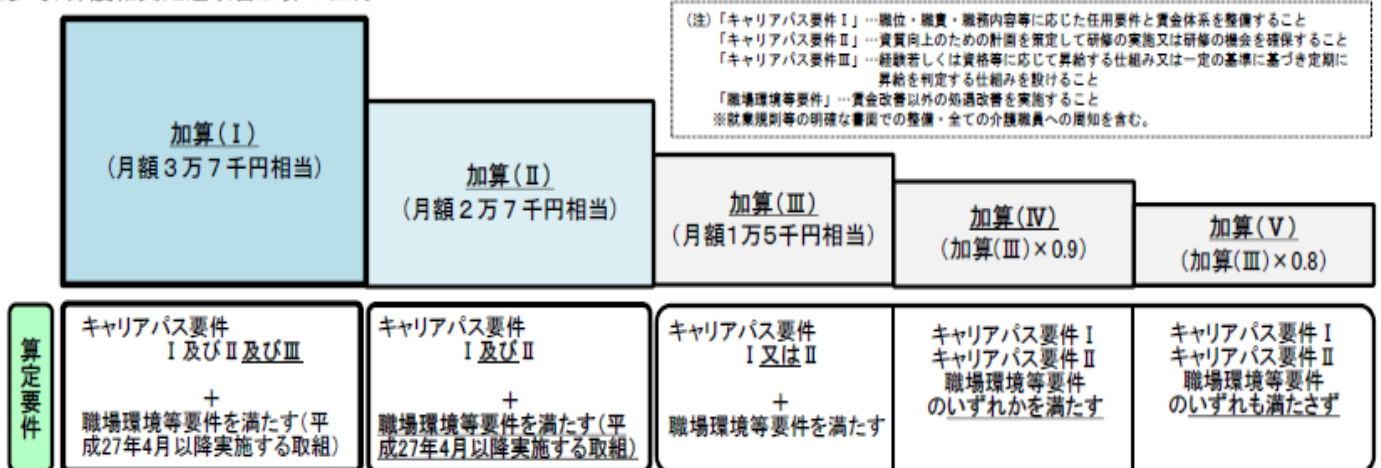 (注)「キャリアパス要件Ⅰ」…職位・職責・職務内容等に応じた任用要件と賃金体系を整備すること
「キャリアパス要件Ⅱ」…資質向上のための計画を策定して研修の実施又は研修の機会を確保すること
「キャリアパス要件Ⅲ」…経験若しくは資格等に応じて昇給する仕組み又は一定の基準に基づき定期に
昇給を判定する仕組みを設けること
「職場環境等要件」…賃金改善以外の処遇改善を実施すること
※就業規則等の明確な書面での整備・全ての介護職員への周知を含む。
加算(Ⅰ)
(月額3万7千円相当)
加算(Ⅱ)
(月額2万7千円相当)
加算(Ⅲ)
(月額1万5千円相当)
加算(Ⅳ)
(加算(Ⅲ)×0.9)
加算(Ⅴ)
(加算(Ⅲ)×0.8)
算定要件
キャリアパス要件
Ⅰ及びⅡ及びⅢ
+
職場環境等要件を満たす(平
成27年4月以降実施する取組)
キャリアパス要件
Ⅰ及びⅡ
+
職場環境等要件を満たす(平
成27年4月以降実施する取組)
キャリアパス要件
Ⅰ又はⅡ
+
職場環境等要件を満たす
キャリアパス要件Ⅰ
キャリアパス要件Ⅱ
職場環境等要件
のいずれかを満たす
キャリアパス要件Ⅰ
キャリアパス要件Ⅱ
職場環境等要件
のいずれも満たさず